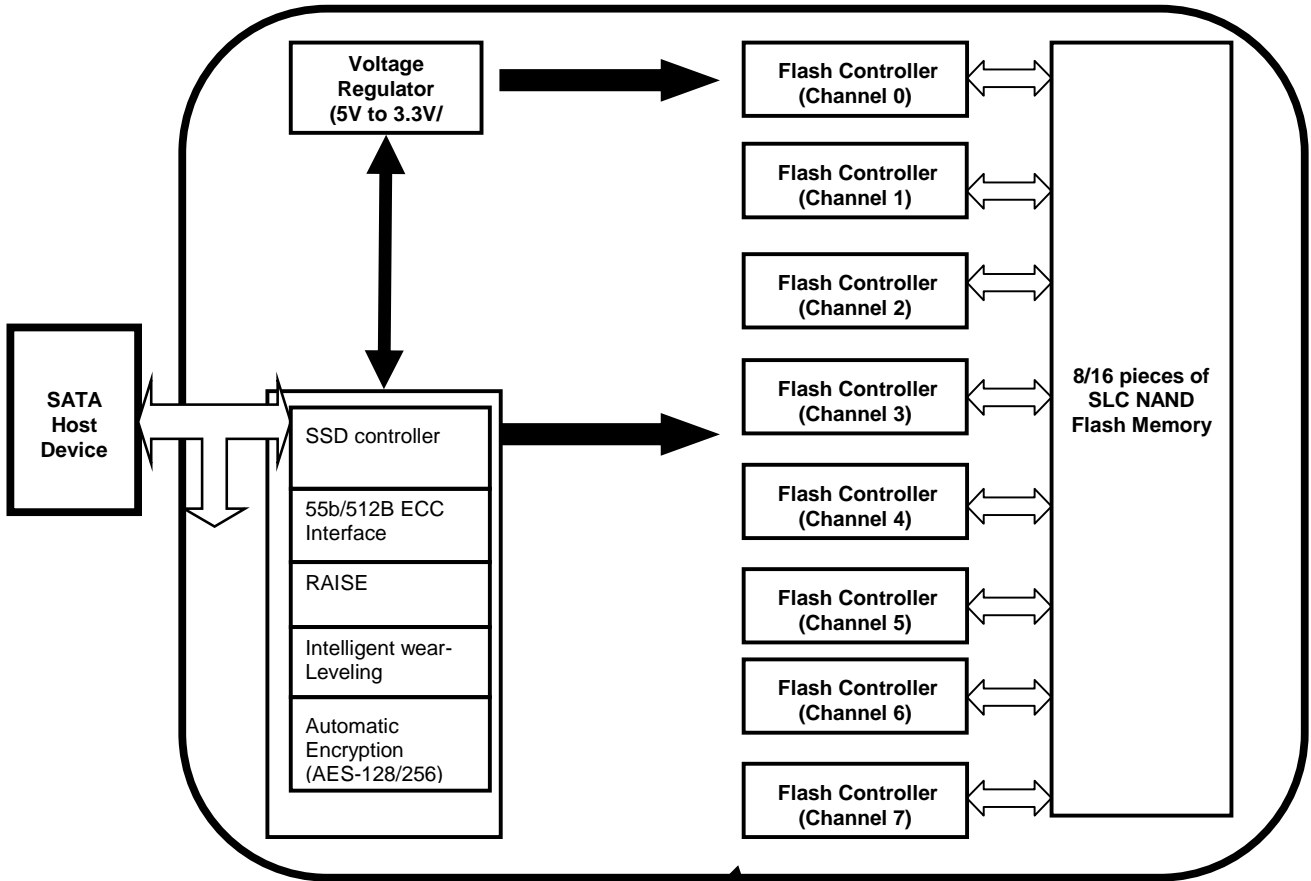 Voltage
Regulator
(5V to 3.3V/
Flash Controller
(Channel 0)
Flash Controller
(Channel 1)
Flash Controller
(Channel 2)
Flash Controller
(Channel 3)
Flash Controller
(Channel 4)
Flash Controller
(Channel 5)
Flash Controller
(Channel 6)
Flash Controller
(Channel 7)
8/16 pieces of
SLC NAND
Flash Memory
SATA
Host
Device
SSD controller
55b/512B ECC
Interface
RAISE
Intelligent wear-
Leveling
Automatic
Encryption
(AES-128/256)